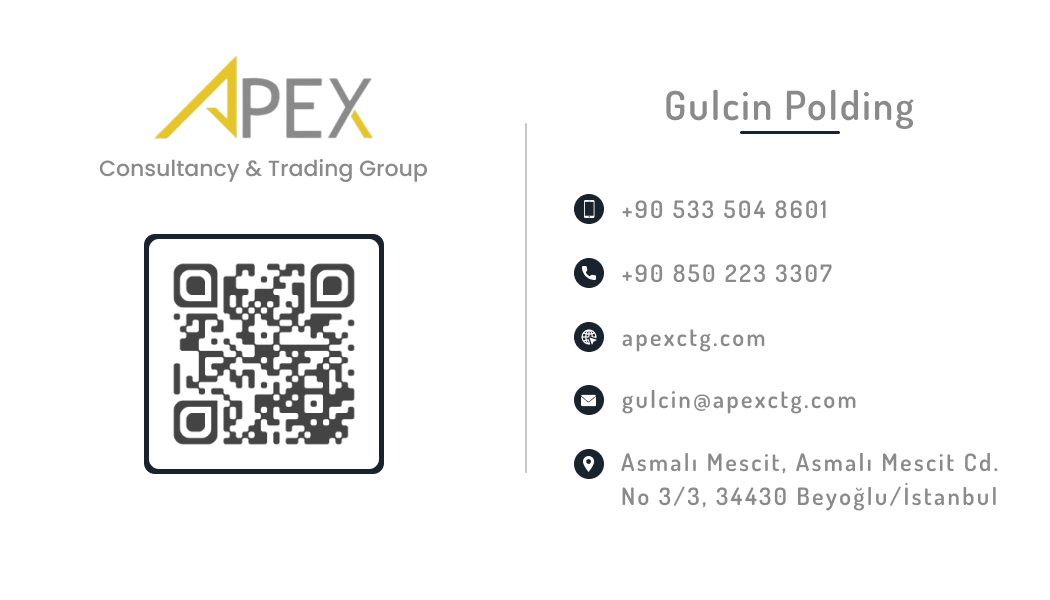 APEX
Consultancy & Trading Group
Gulcin Polding
+90 533 504 8601
+90 850 223 3307
apexctg.com
gulcin@apexctg.com
Asmalı Mescit, Asmalı Mescit Cd.
No 3/3, 34430 Beyoğlu/İstanbul